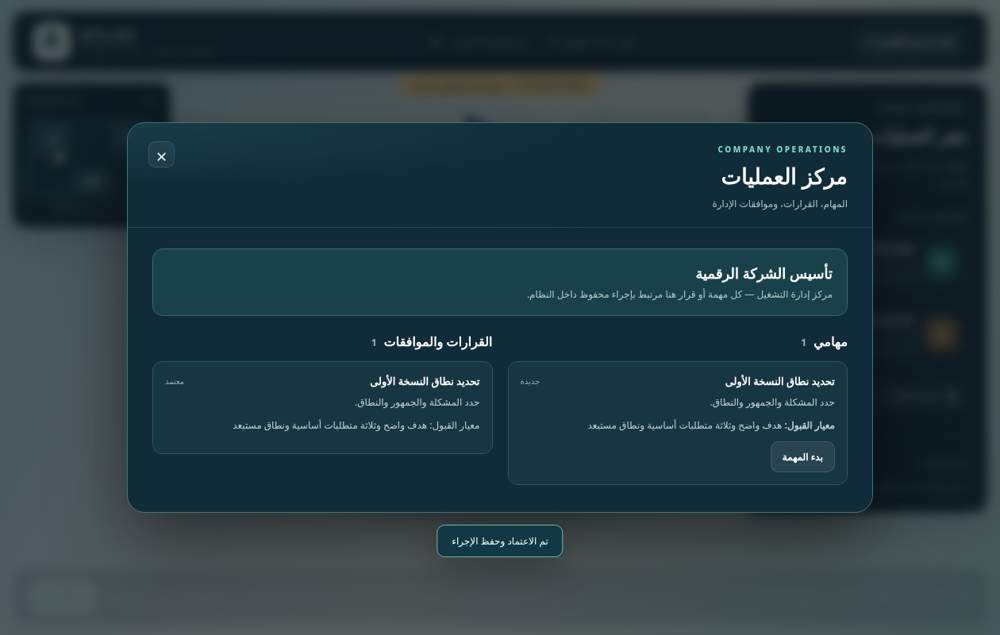 COMPANY OPERATIONS
مركز العمليات
المهام، القرارات، وموافقات الإدارة
×
تأسيس الشركة الرقمية
مركز إدارة التشغيل — كل مهمة أو قرار هنا مرتبط بإجراء محفوظ داخل النظام.
مهامي 1
تحديد نطاق النسخة الأولى
جديدة
حدد المشكلة والجمهور والنطاق.
معيار القبول: هدف واضح وثلاثة متطلبات أساسية ونطاق مستبعد
بدء المهمة
القرارات والموافقات 1
تحديد نطاق النسخة الأولى
معتمد
حدد المشكلة والجمهور والنطاق.
معيار القبول: هدف واضح وثلاثة متطلبات أساسية ونطاق مستبعد
تم الاعتماد وحفظ الإجراء